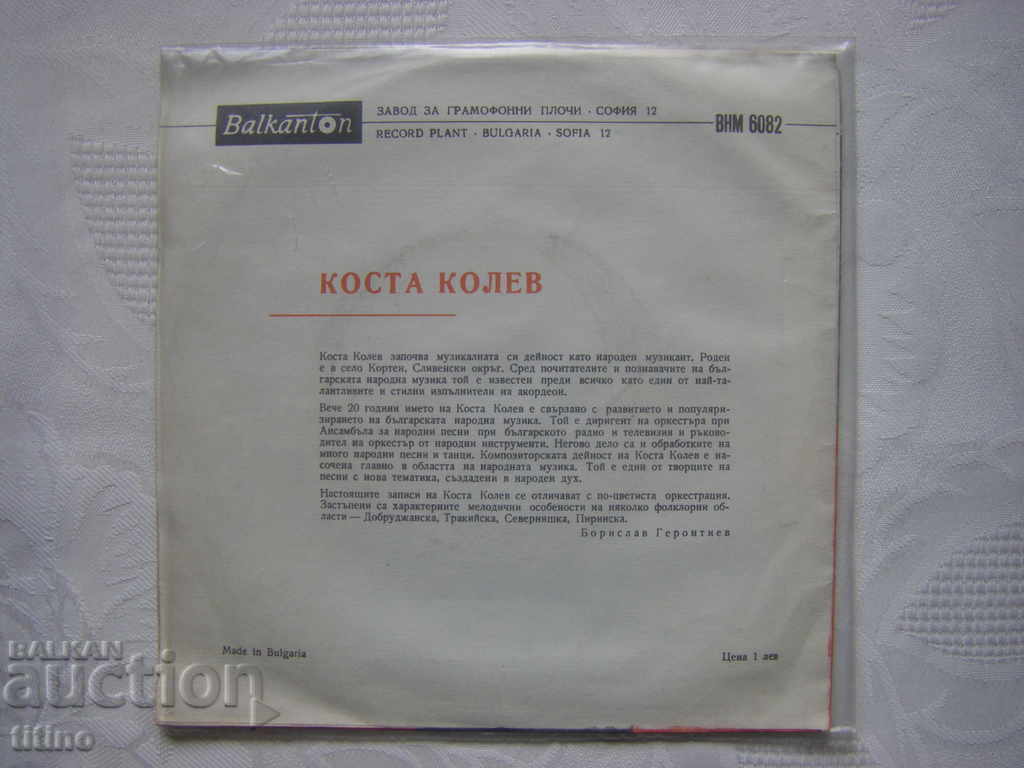 Balkanton
ЗАВОД ЗА ГРАМОФОННИ ПЛОЧИ · СОФИЯ 12
RECORD PLANT · BULGARIA · SOFIA 12
ВНМ 6082
КОСТА КОЛЕВ
Коста Колев започва музикалната си дейност като народен музикант. Роден
е в село Кортен, Сливенски окръг. Сред почитателите и познавачите на бъл-
гарската народна музика той е известен преди всичко като един от най-та-
лантливите и стилни изпълнители на акордеон.
Вече 20 години името на Коста Колев е свързано с развитието и популяри-
зирането на българската народна музика. Той е диригент на оркестъра при
Ансамбъла за народни песни при българското радио и телевизия и ръково-
дител на оркестър от народни инструменти. Негово дело са и обработките на
много народни песни и танци. Композиторската дейност на Коста Колев е на-
сочена главно в областта на народната музика. Той е един от творците на
песни с нова тематика, създадени в народен дух.
Настоящите записи на Коста Колев се отличават с по-цветиста оркестрация.
Застъпени са характерните мелодични особености на няколко фолклорни об-
ласти — Добруджанска, Тракийска, Северняшка, Пиринска.
Борислав Геронтиев
Made in Bulgaria
Цена 1 лев
BALKAN
auction
titino